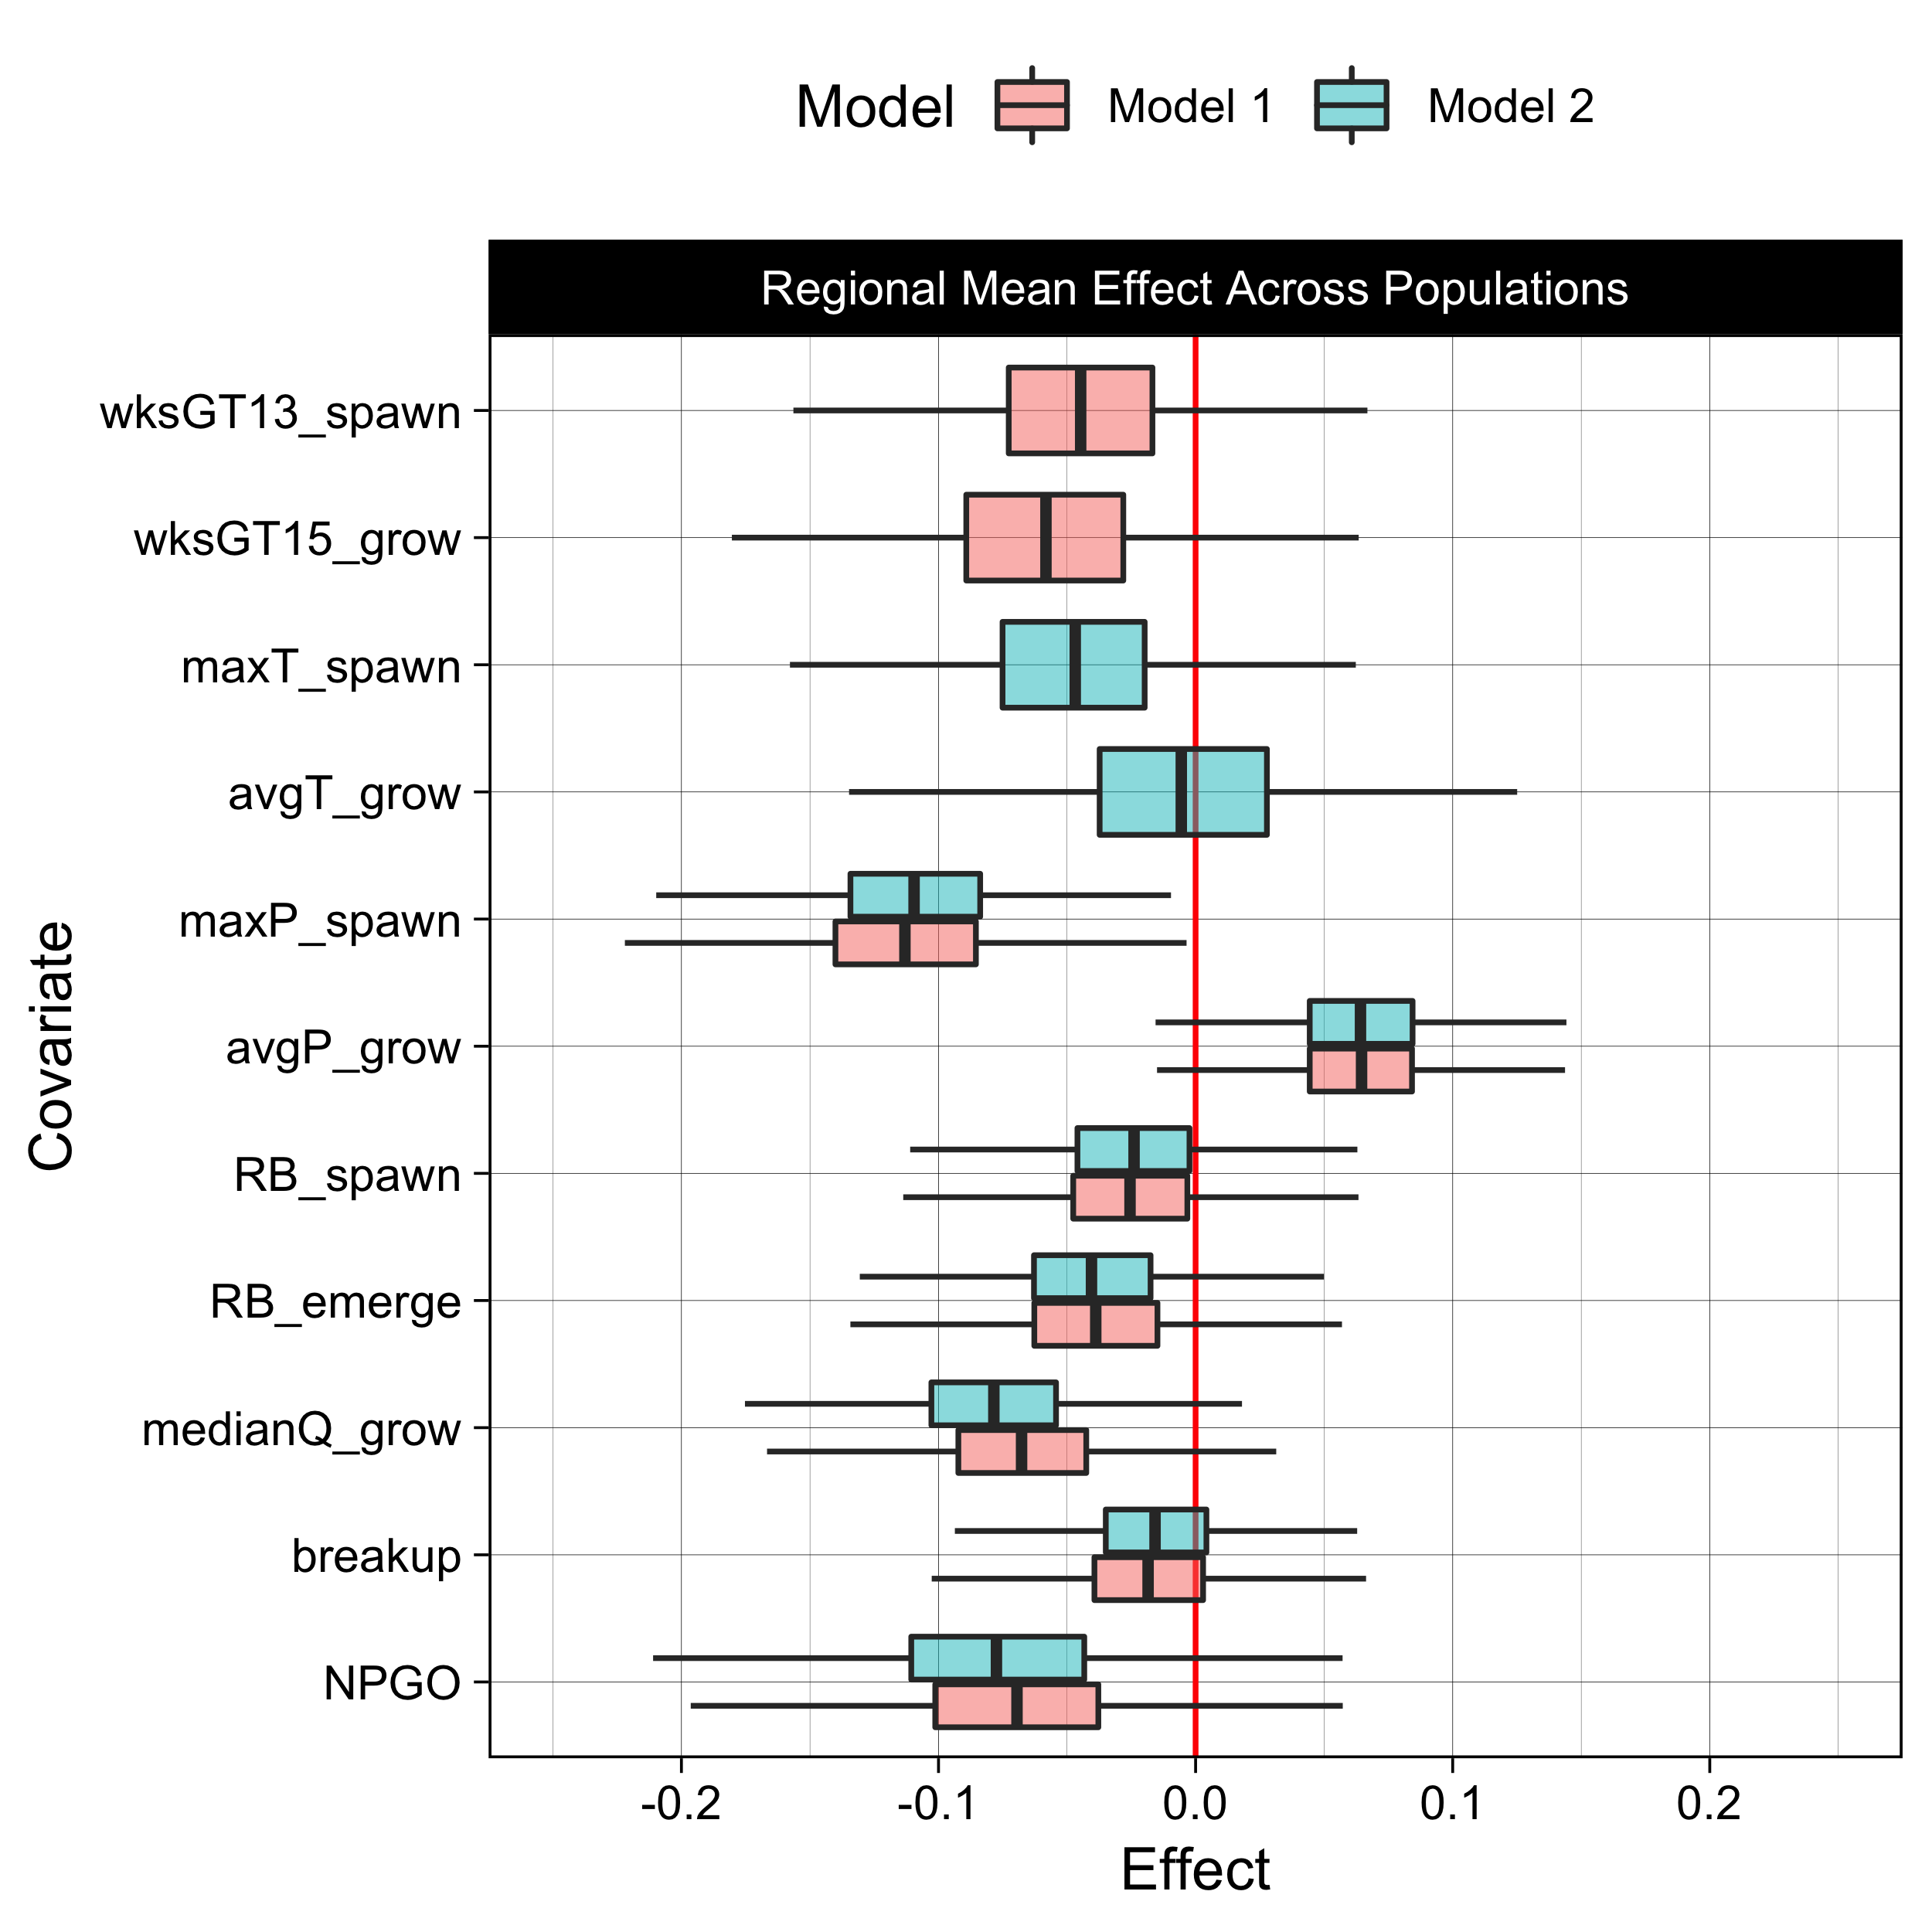 Model Model 1 Model 2
Regional Mean Effect Across Populations
wksGT13_spawn
wksGT15_grow
maxT_spawn
avgT_grow
maxP_spawn
avgP_grow
RB_spawn
RB_emerge
medianQ_grow
breakup
NPGO
Covariate
-0.2 -0.1 0.0 0.1 0.2
Effect